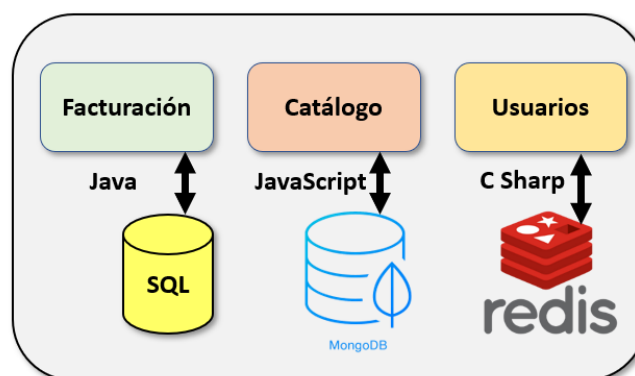 Facturación
Catálogo
Usuarios
Java
JavaScript
C Sharp
SQL
MongoDB
redis